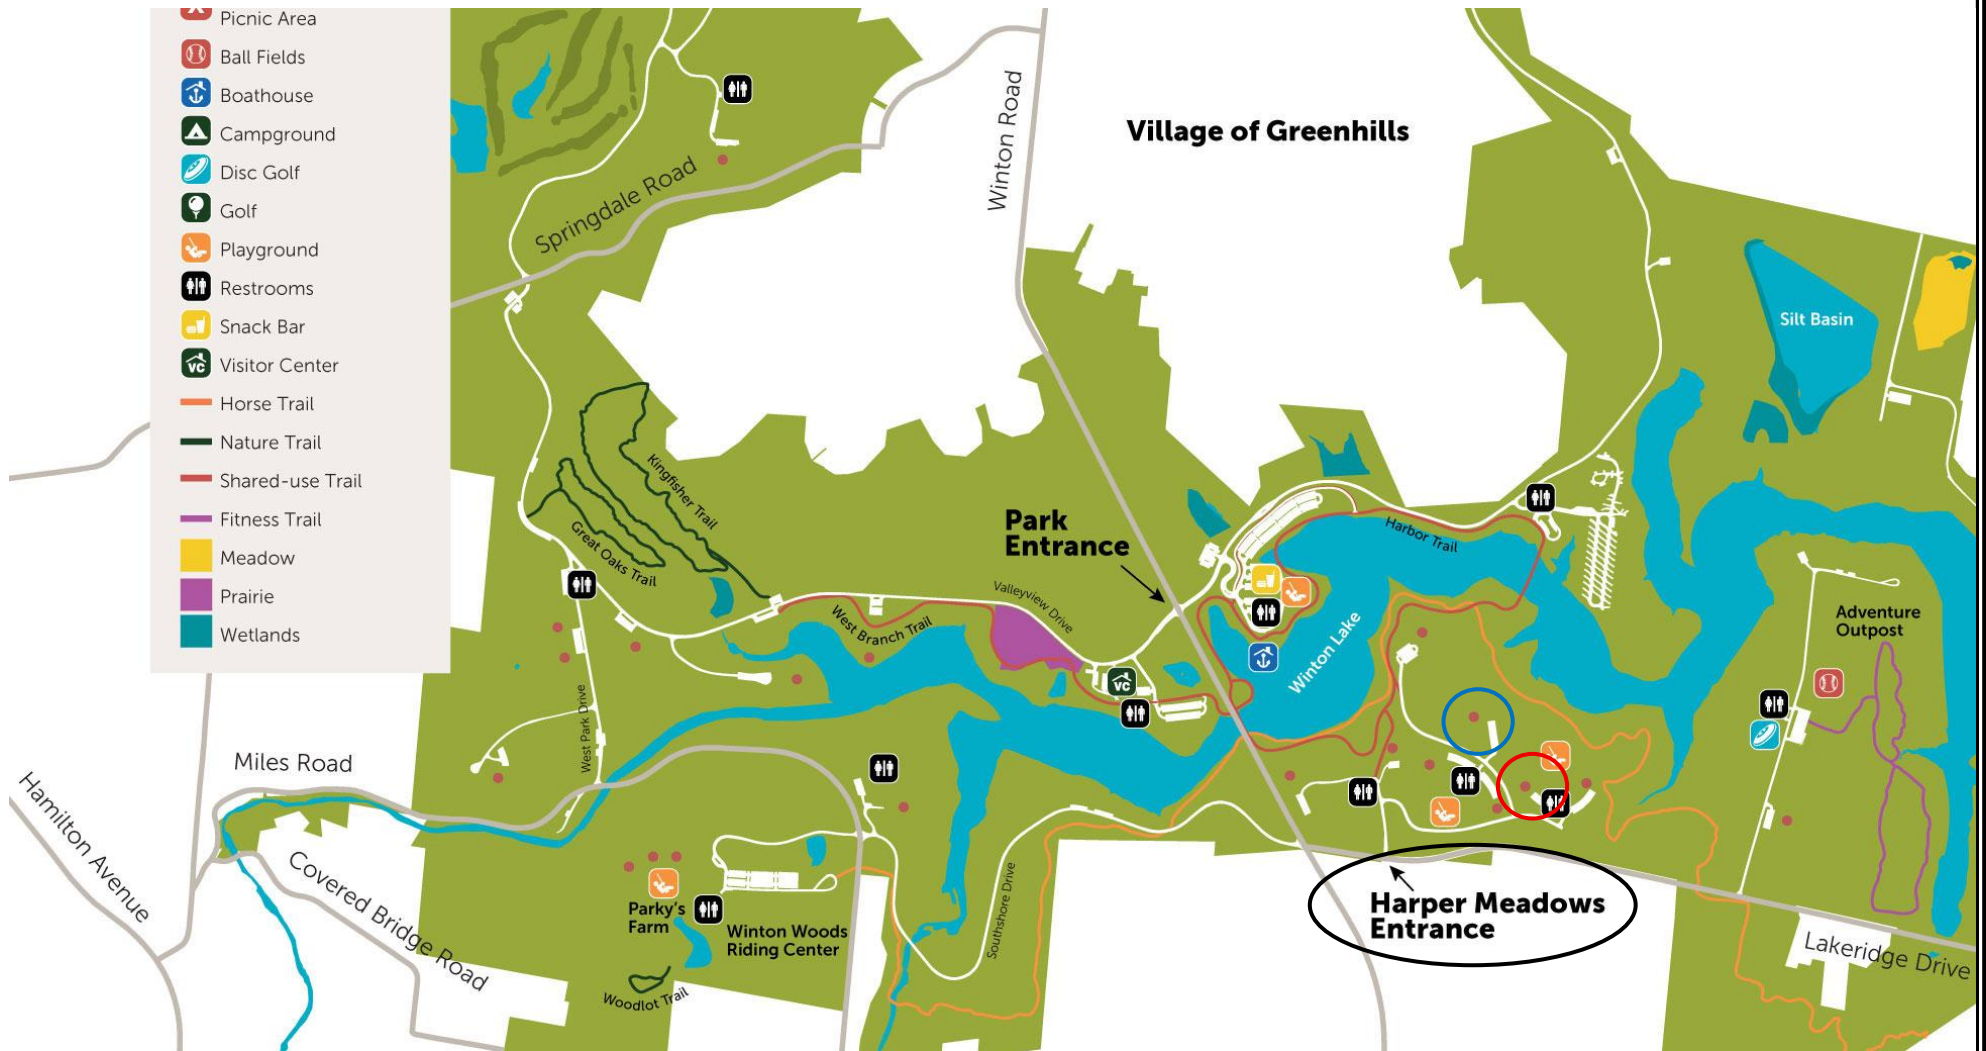 Picnic Area
Ball Fields
Boathouse
Campground
Disc Golf
Golf
Playground
Restrooms
Snack Bar
VC
Visitor Center
Horse Trail
Nature Trail
Shared-use Trail
Fitness Trail
Meadow
Prairie
Wetlands
Springdale Road
Winton Road
Village of Greenhills
Silt Basin
Kingfisher Trail
Great Oaks Trail
Park
Entrance
Harbor Trail
Valleyview Drive
West Branch Trail
Winton Lake
VC
Adventure
Outpost
West Park Drive
Miles Road
Hamilton Avenue
Covered Bridge Road
Parky's
Farm
Winton Woods
Riding Center
Woodlot Trail
Southshore Drive
Harper Meadows
Entrance
Lakeridge Drive